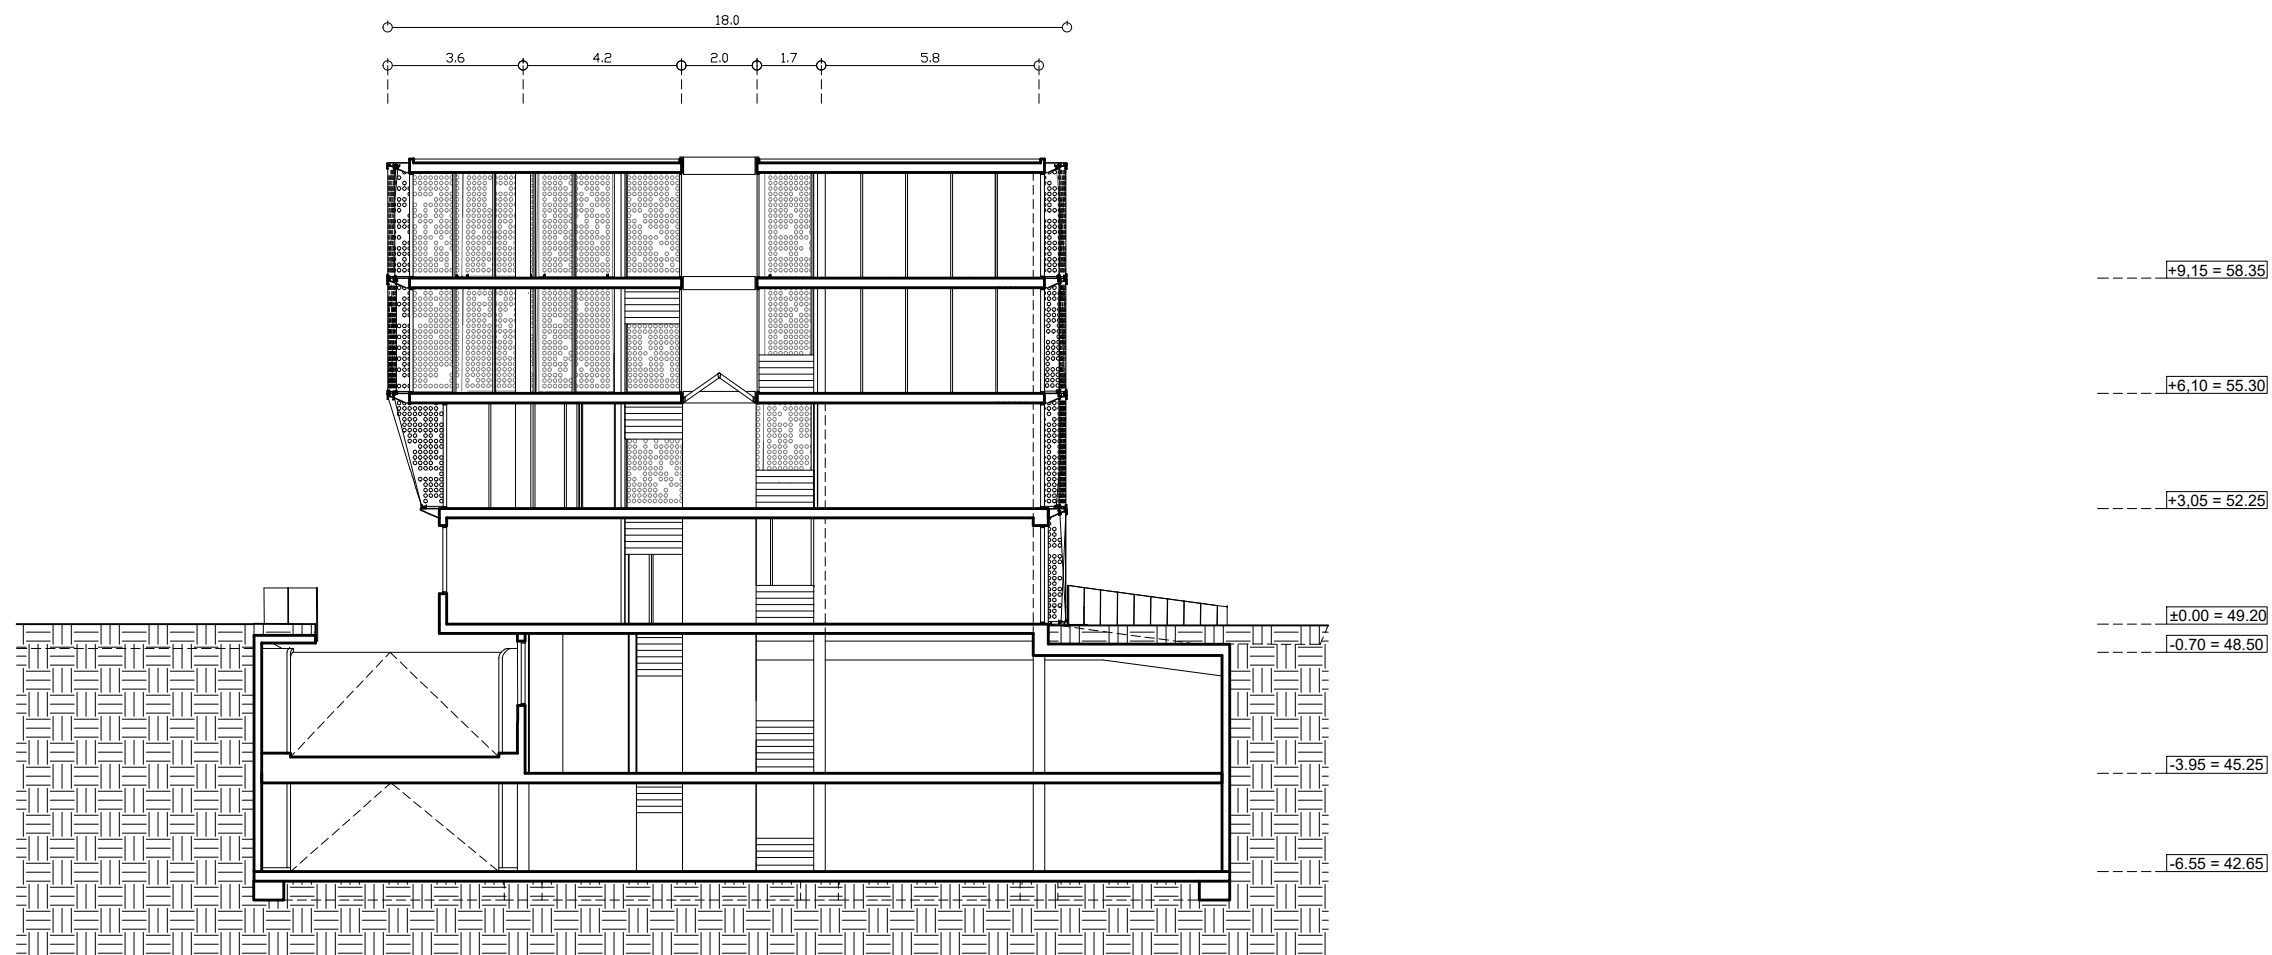 18.0
3.6 4.2 2.0 1.7 5.8
+9,15 = 58.35
+6,10 = 55.30
+3,05 = 52.25
±0.00 = 49.20
-0.70 = 48.50
-3.95 = 45.25
-6.55 = 42.65